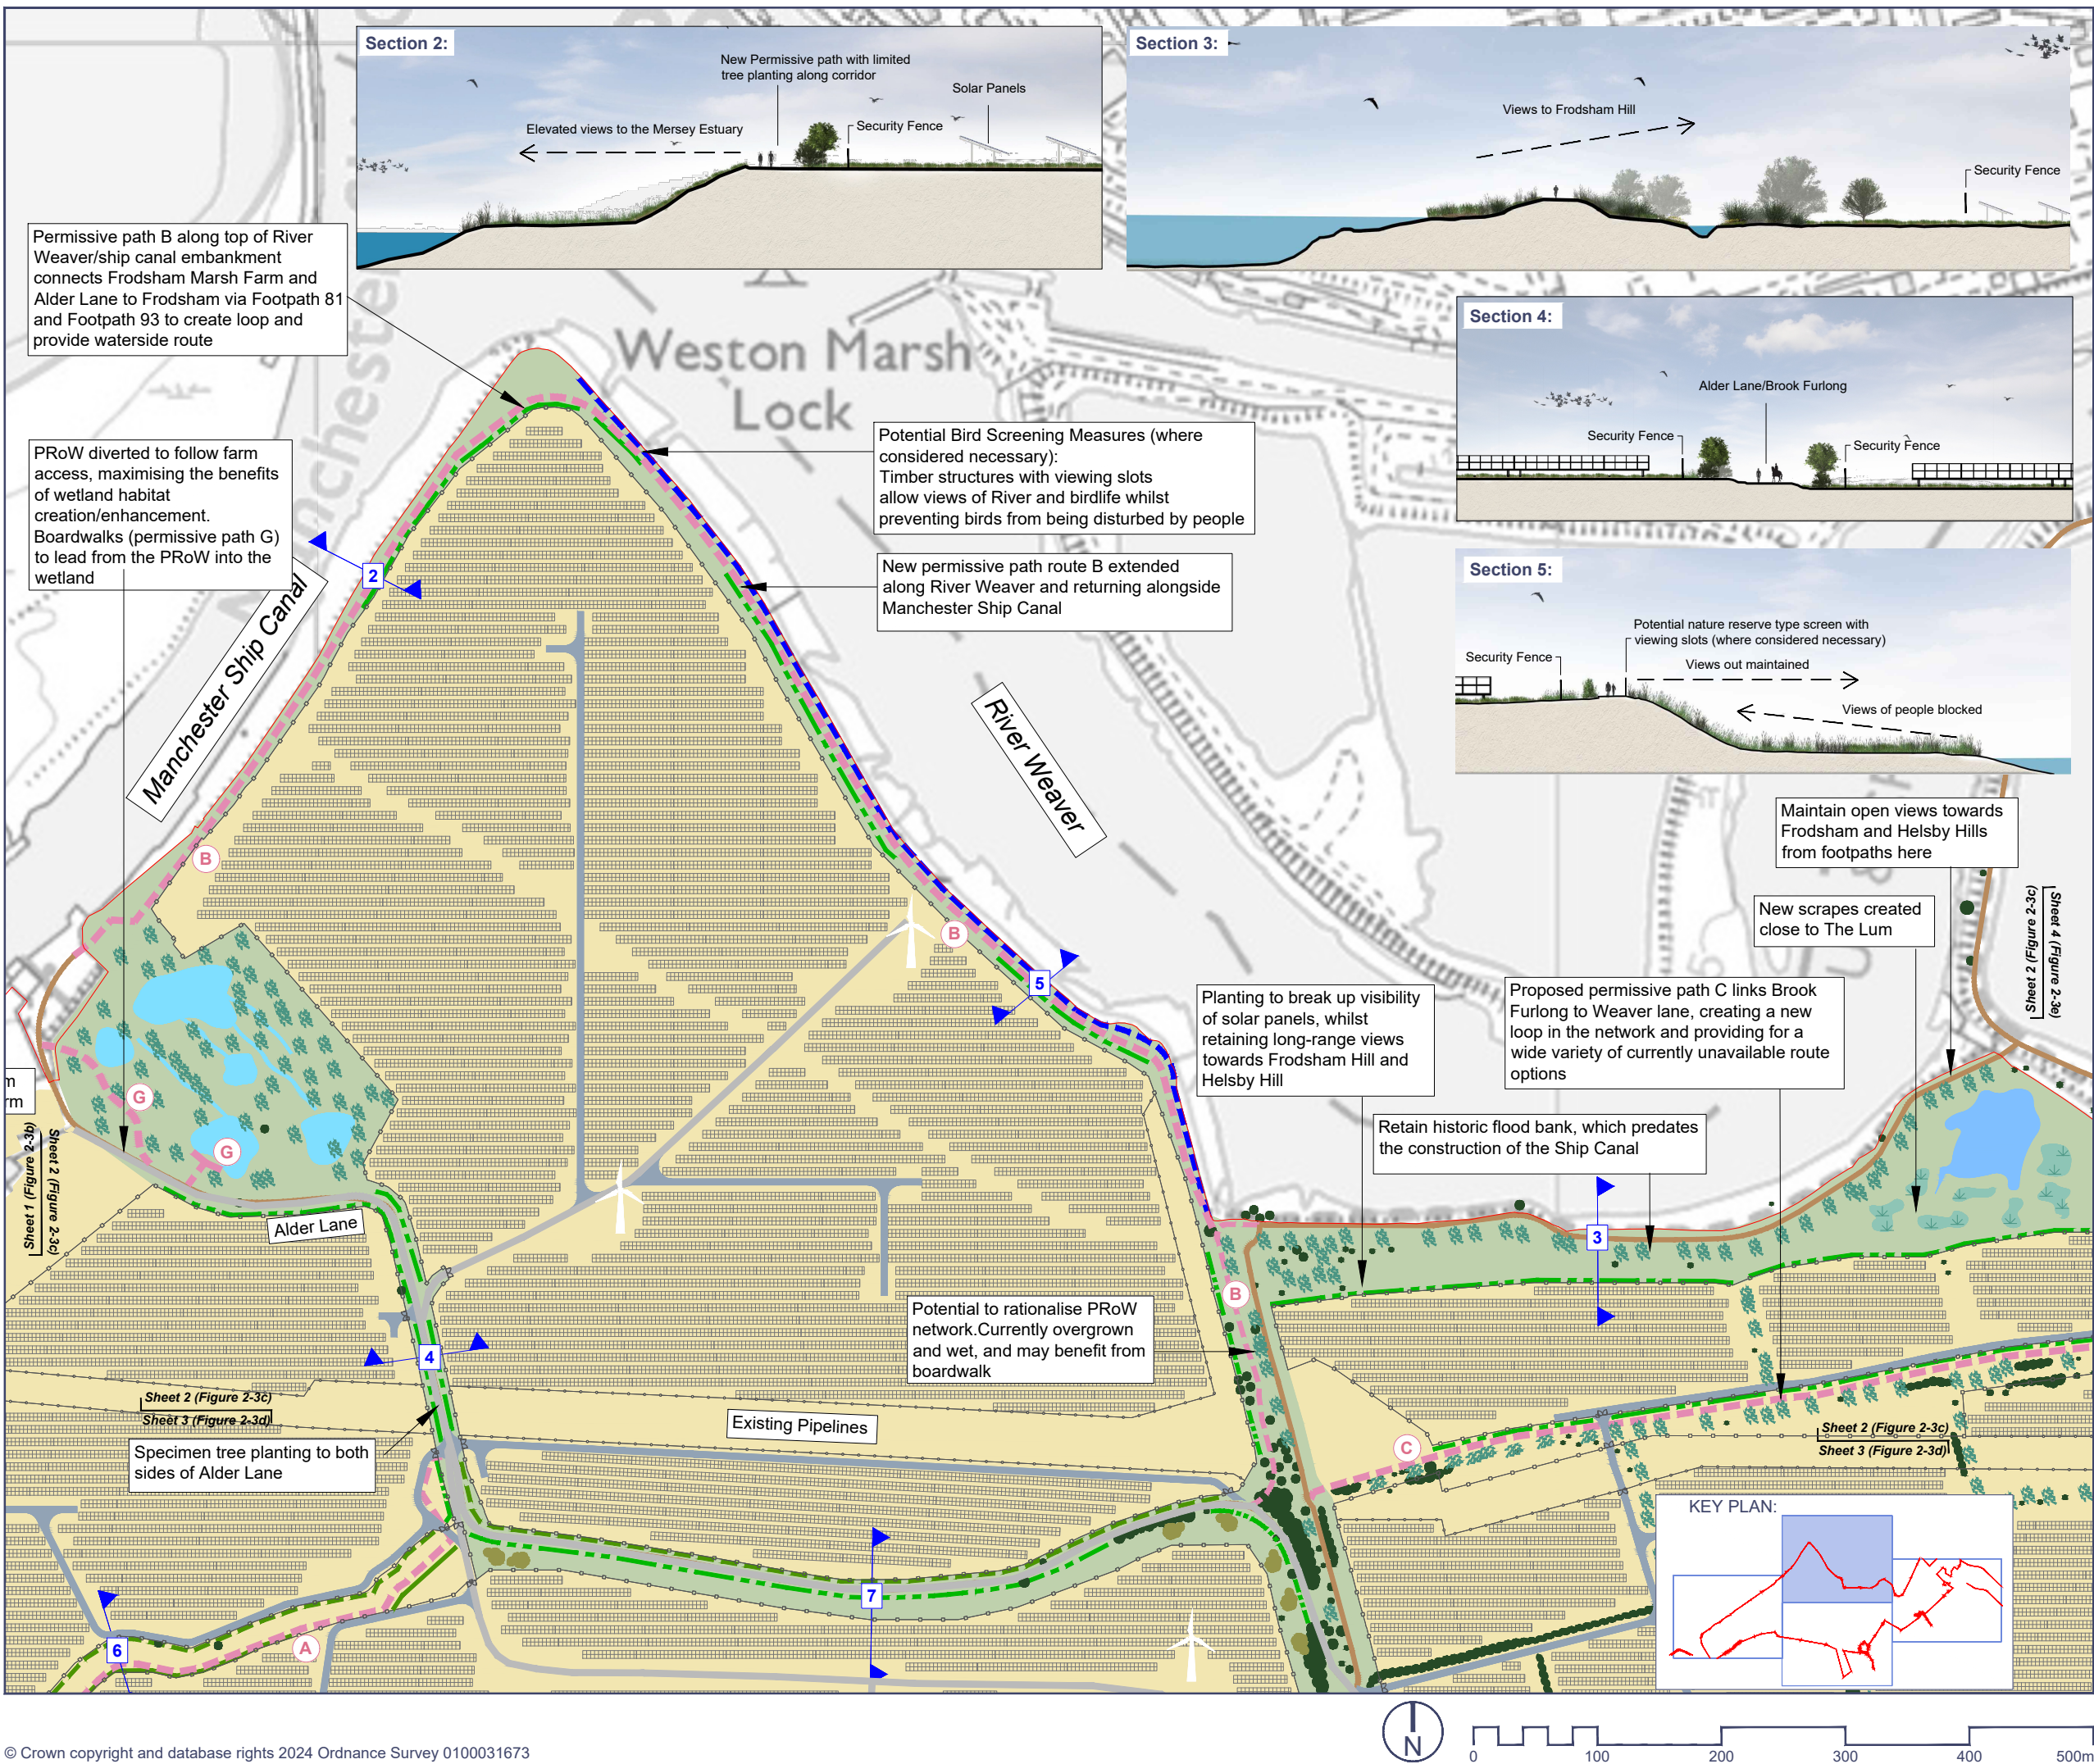 Section 2:
New Permissive path with limited
tree planting along corridor
Solar Panels
Elevated views to the Mersey Estuary
Security Fence
Section 3:
Views to Frodsham Hill
Security Fence
Section 4:
Alder Lane/Brook Furlong
Security Fence
Security Fence
Section 5:
Potential nature reserve type screen with
viewing slots (where considered necessary)
Security Fence
Views out maintained
Views of people blocked
Permissive path B along top of River
Weaver/ship canal embankment
connects Frodsham Marsh Farm and
Alder Lane to Frodsham via Footpath 81
and Footpath 93 to create loop and
provide waterside route
Weston Marsh
Lock
PRoW diverted to follow farm
access, maximising the benefits
of wetland habitat
creation/enhancement.
Boardwalks (permissive path G)
to lead from the PRoW into the
wetland
Potential Bird Screening Measures (where
considered necessary):
Timber structures with viewing slots
allow views of River and birdlife whilst
preventing birds from being disturbed by people
New permissive path route B extended
along River Weaver and returning alongside
Manchester Ship Canal
2
Manchester Ship Canal
River Weaver
B
B
5
Maintain open views towards
Frodsham and Helsby Hills
from footpaths here
New scrapes created
close to The Lum
Sheet 2 (Figure 2-3c)
Sheet 4 (Figure 2-3e)
Planting to break up visibility
of solar panels, whilst
retaining long-range views
towards Frodsham Hill and
Helsby Hill
Proposed permissive path C links Brook
Furlong to Weaver lane, creating a new
loop in the network and providing for a
wide variety of currently unavailable route
options
Retain historic flood bank, which predates
the construction of the Ship Canal
m
rm
G
G
Sheet 1 (Figure 2-3b)
Sheet 2 (Figure 2-3c)
Alder Lane
3
B
Potential to rationalise PRoW
network.Currently overgrown
and wet, and may benefit from
boardwalk
4
Sheet 2 (Figure 2-3c)
Sheet 3 (Figure 2-3d)
Existing Pipelines
Specimen tree planting to both
sides of Alder Lane
C
Sheet 2 (Figure 2-3c)
Sheet 3 (Figure 2-3d)
7
6
A
KEY PLAN:
N
0 100 200 300 400 500m
© Crown copyright and database rights 2024 Ordnance Survey 0100031673